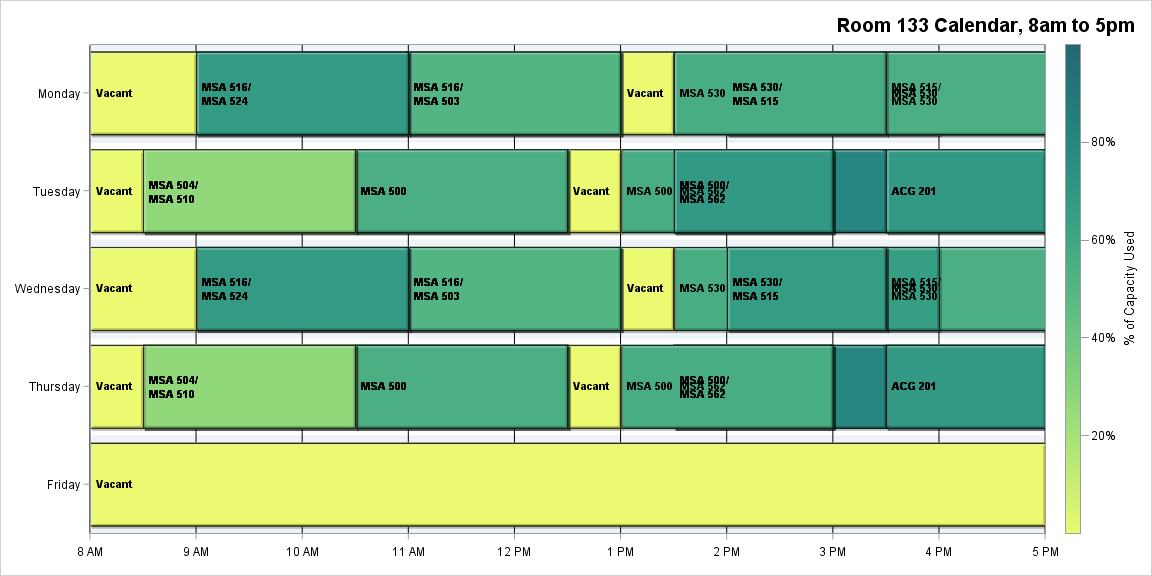 Room 133 Calendar, 8am to 5pm
Monday
Vacant
MSA 516/
MSA 524
MSA 516/
MSA 503
Vacant
MSA 530
MSA 530/
MSA 515
MSA 515/
MSA 530
MSA 530
Tuesday
Vacant
MSA 504/
MSA 510
MSA 500
Vacant
MSA 500
MSA 500/
MSA 562
MSA 562
ACG 201
Wednesday
Vacant
MSA 516/
MSA 524
MSA 516/
MSA 503
Vacant
MSA 530
MSA 530/
MSA 515
MSA 515/
MSA 530
MSA 530
Thursday
Vacant
MSA 504/
MSA 510
MSA 500
Vacant
MSA 500
MSA 500/
MSA 562
MSA 562
ACG 201
Friday
Vacant
8 AM
9 AM
10 AM
11 AM
12 PM
1 PM
2 PM
3 PM
4 PM
5 PM
80%
60%
40%
20%
% of Capacity Used